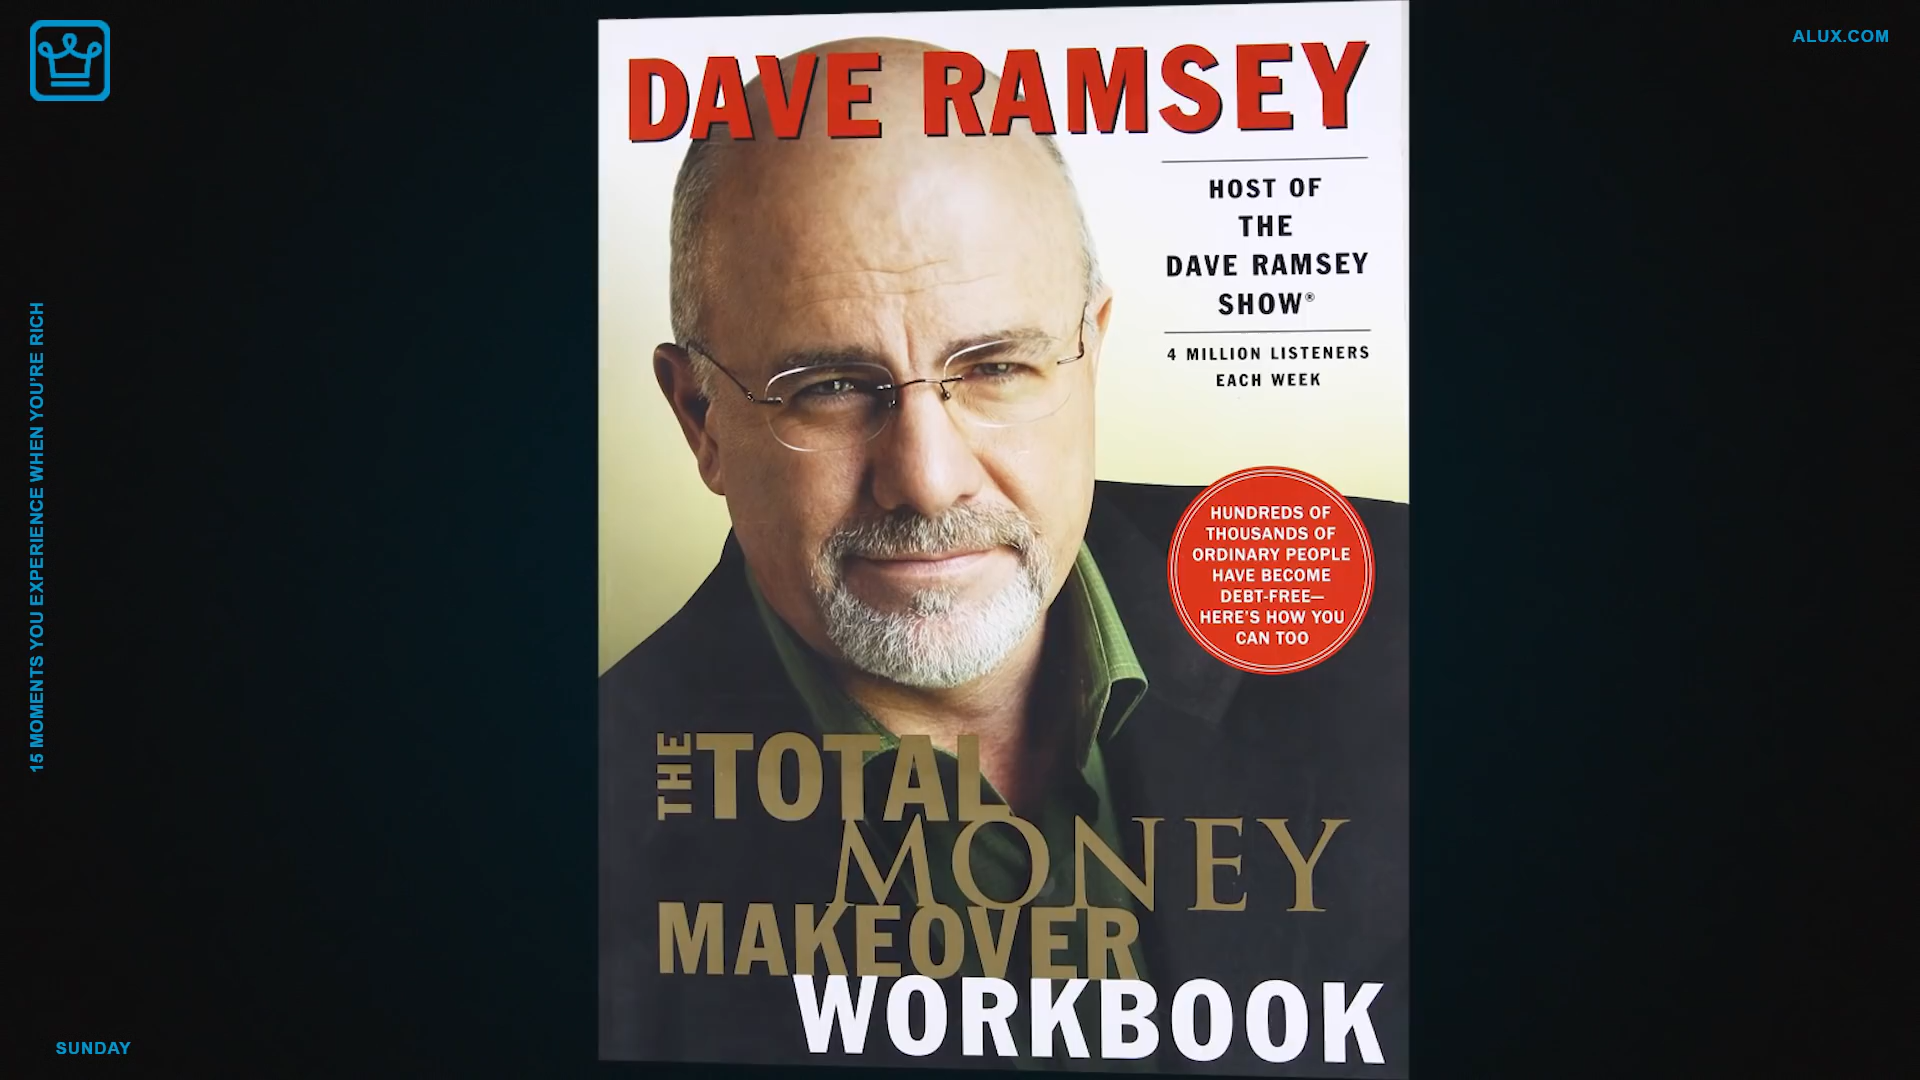 ALUX.COM
15 MOMENTS YOU EXPERIENCE WHEN YOU'RE RICH
SUNDAY
DAVE RAMSEY
HOST OF
THE
DAVE RAMSEY
SHOW®
4 MILLION LISTENERS
EACH WEEK
HUNDREDS OF
THOUSANDS OF
ORDINARY PEOPLE
HAVE BECOME
DEBT-FREE—
HERE'S HOW YOU
CAN TOO
THE TOTAL
MONEY
MAKEOVER
WORKBOOK